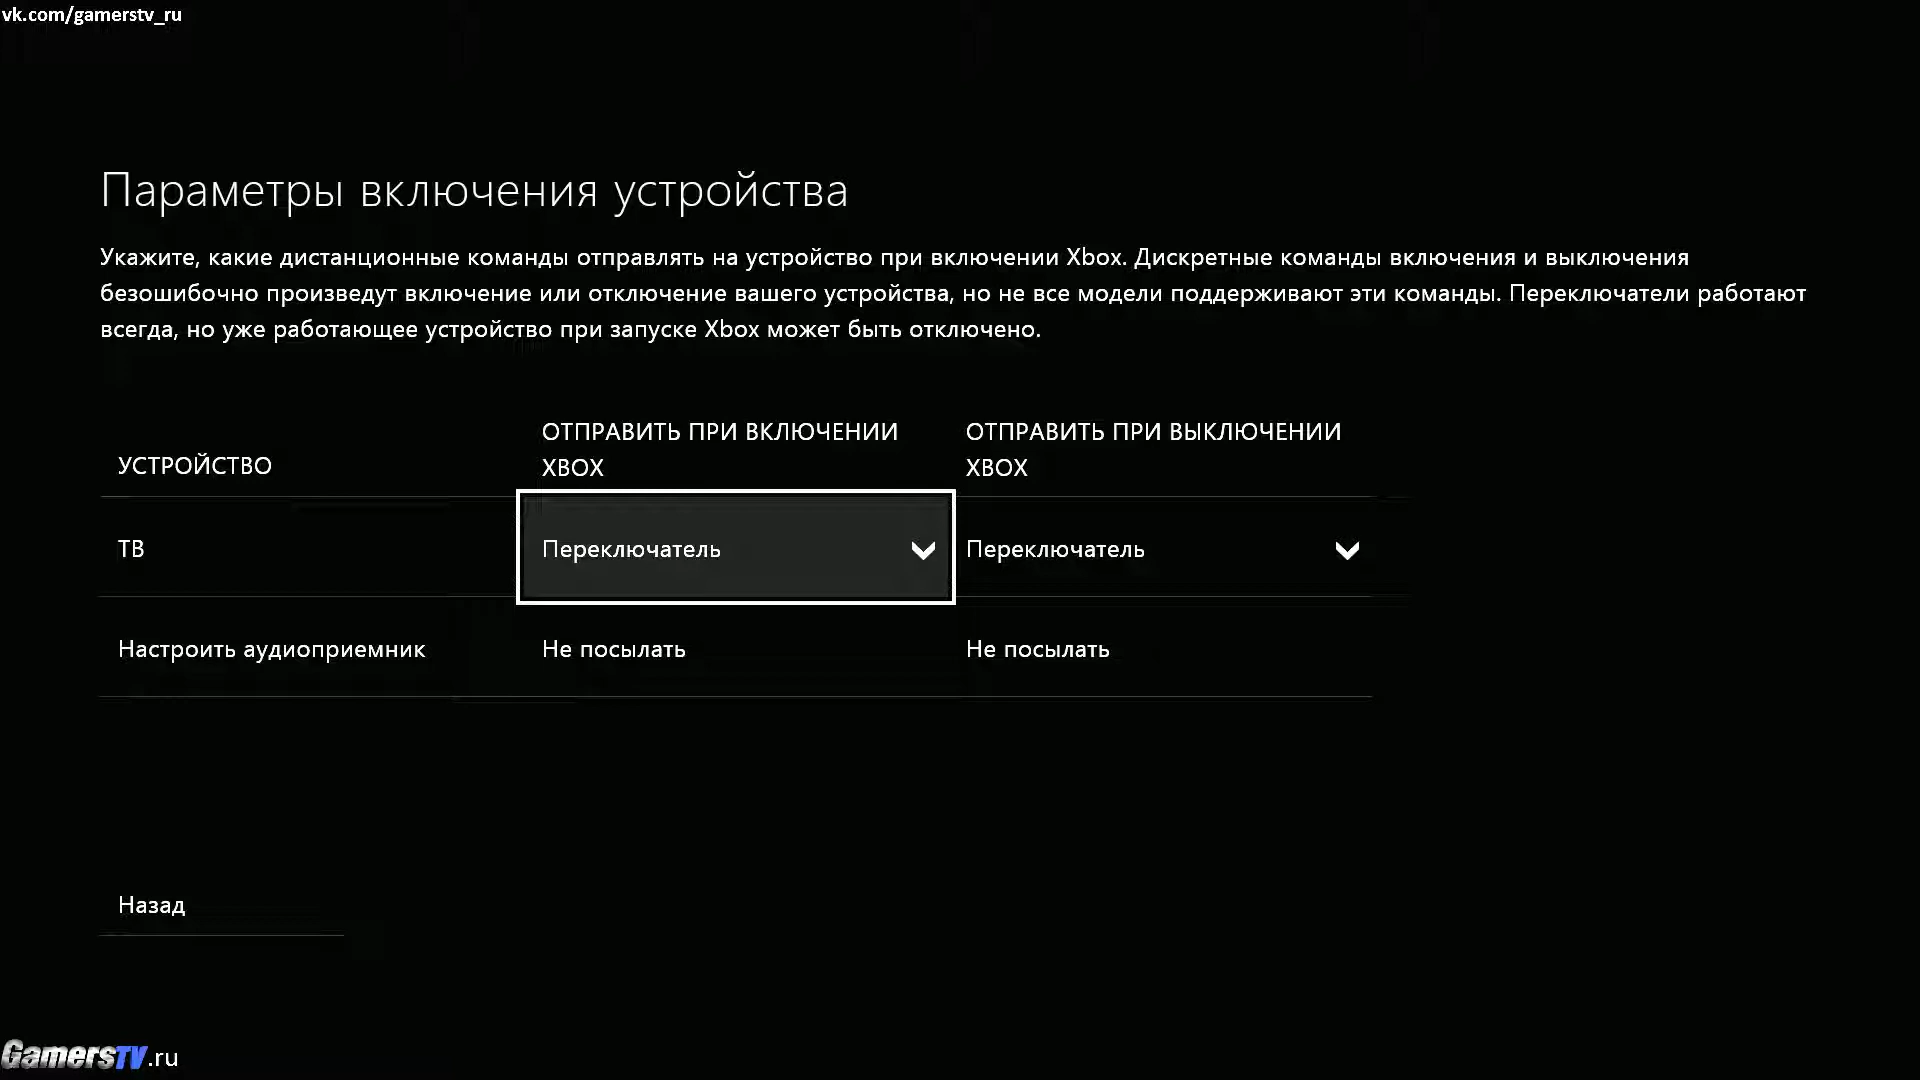 vk.com/gamerstv_ru
Параметры включения устройства
Укажите, какие дистанционные команды отправлять на устройство при включении Xbox. Дискретные команды включения и выключения
безошибочно произведут включение или отключение вашего устройства, но не все модели поддерживают эти команды. Переключатели работают
всегда, но уже работающее устройство при запуске Xbox может быть отключено.
УСТРОЙСТВО
ОТПРАВИТЬ ПРИ ВКЛЮЧЕНИИ
XBOX
ОТПРАВИТЬ ПРИ ВЫКЛЮЧЕНИИ
XBOX
ТВ
Переключатель
Переключатель
Настроить аудиоприемник
Не посылать
Не посылать
Назад
GamersTV.ru